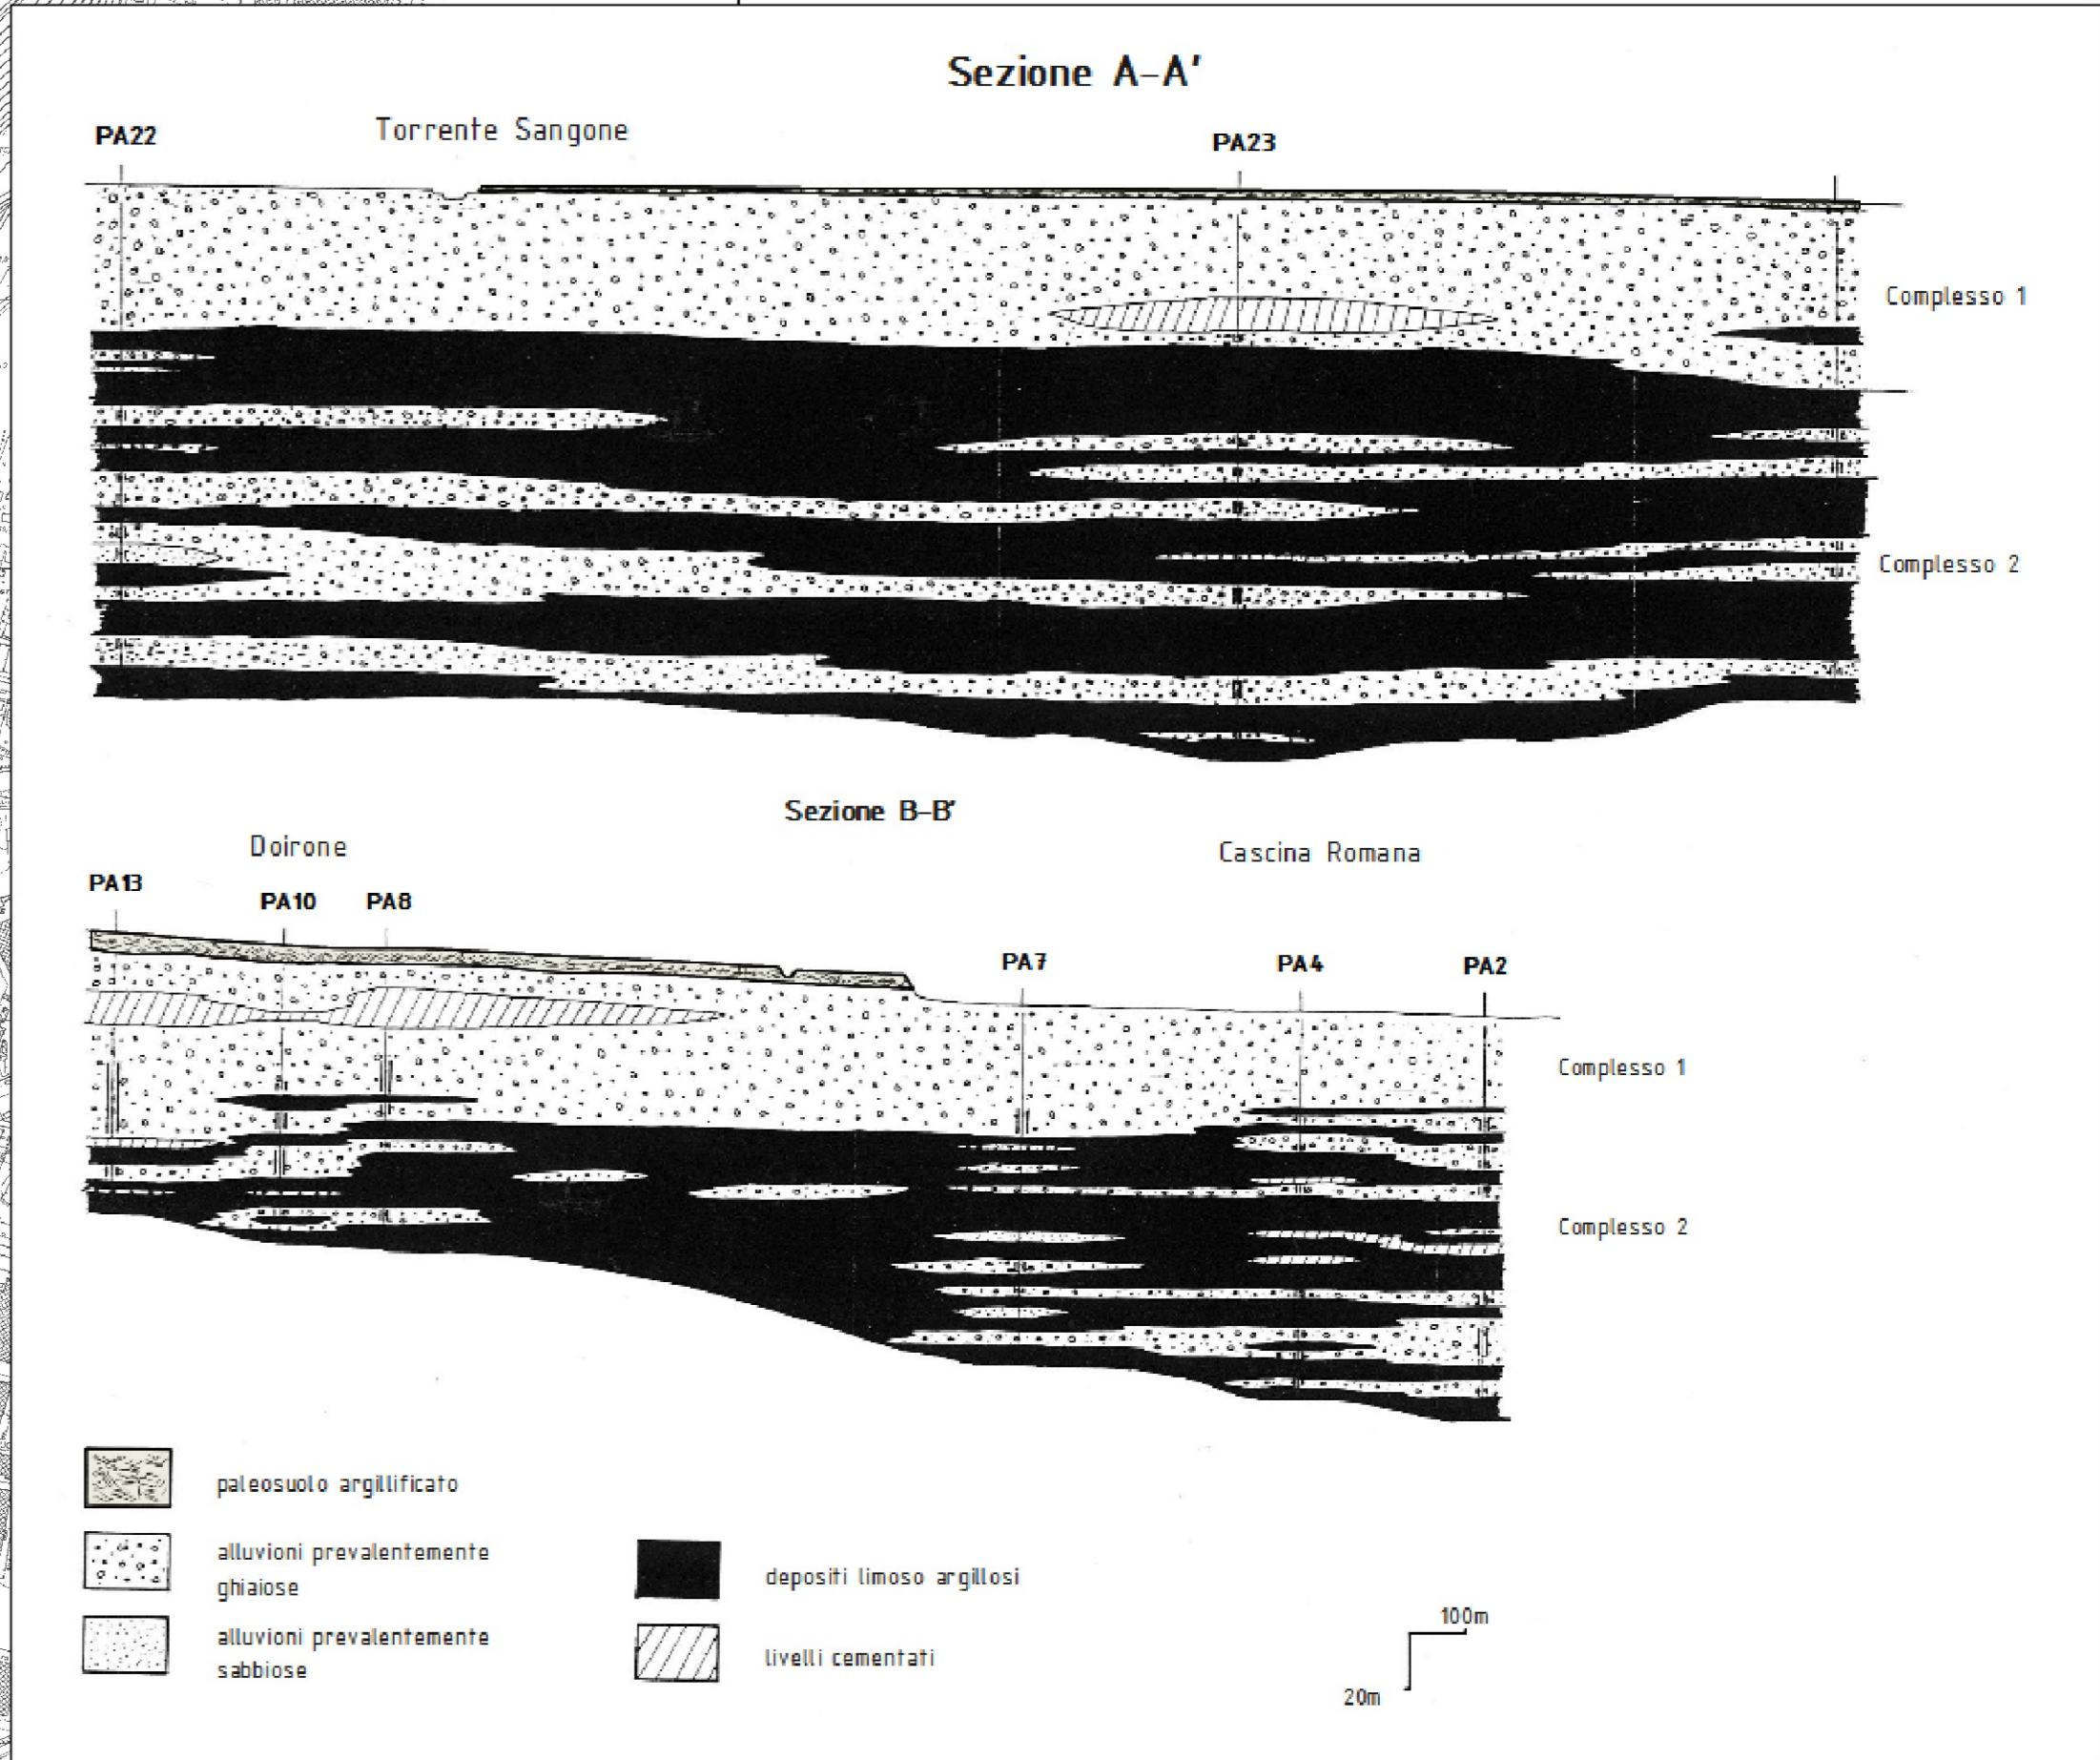 Sezione A-A'
PA22
Torrente Sangone
PA23
Complesso 1
Complesso 2
Sezione B-B'
Doirone
Cascina Romana
PA13
PA10
PA8
PA7
PA4
PA2
Complesso 1
Complesso 2
paleosuolo argillificato
alluvioni prevalentemente
ghiaiose
alluvioni prevalentemente
sabbiose
depositi limoso argillosi
livelli cementati
100m
20m